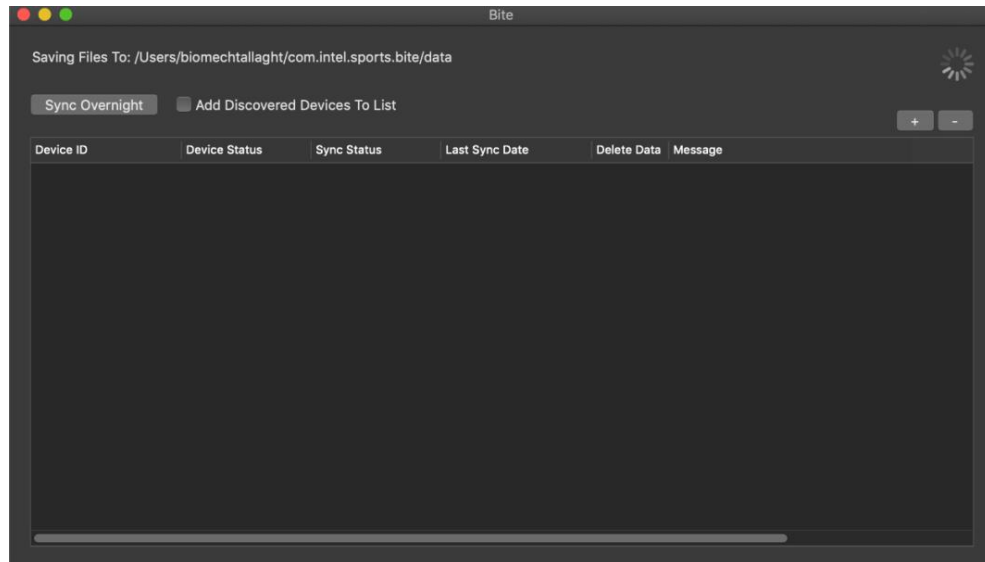 Bite
Saving Files To: /Users/biomechtallaght/com.intel.sports.bite/data
Sync Overnight Add Discovered Devices To List
+ -
Device ID Device Status Sync Status Last Sync Date Delete Data Message